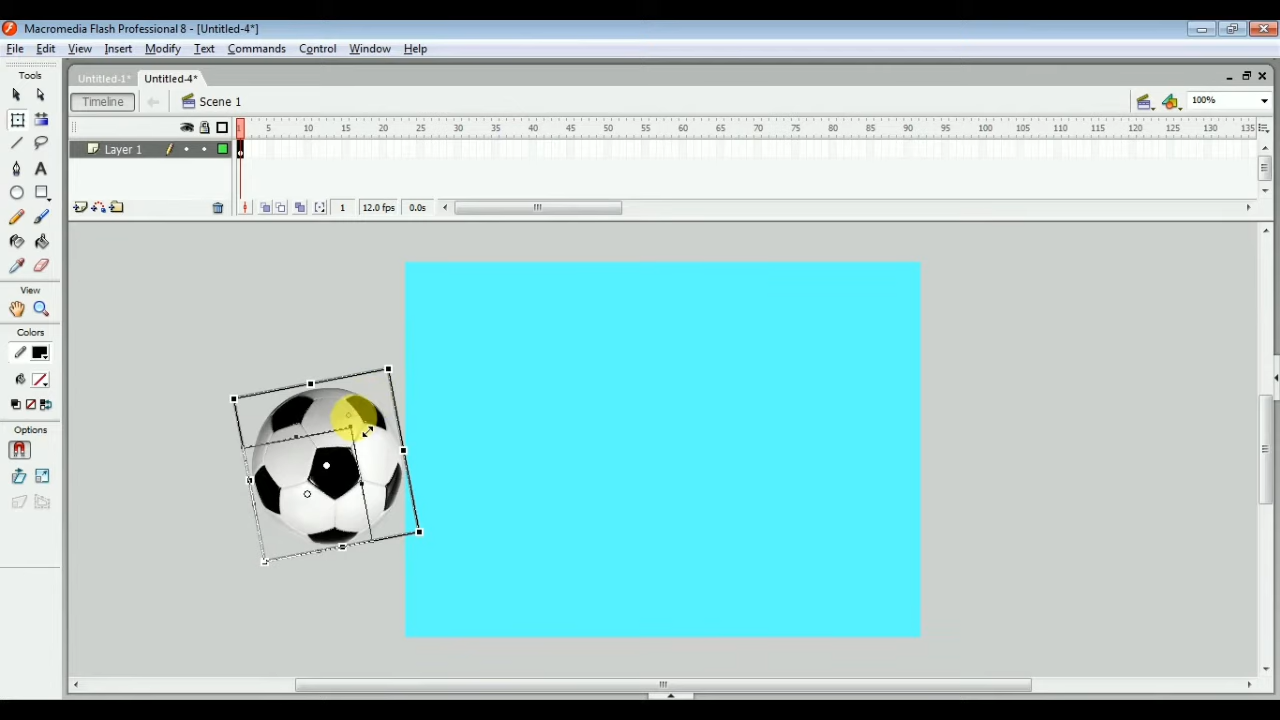 Macromedia Flash Professional 8 - [Untitled-4*]
File Edit View Insert Modify Text Commands Control Window Help
Tools
Untitled-1* Untitled-4*
Timeline Scene 1 100%
1 5 10 15 20 25 30 35 40 45 50 55 60 65 70 75 80 85 90 95 100 105 110 115 120 125 130 135
Layer 1
A
1 12.0 fps 0.0s
View
Colors
Options